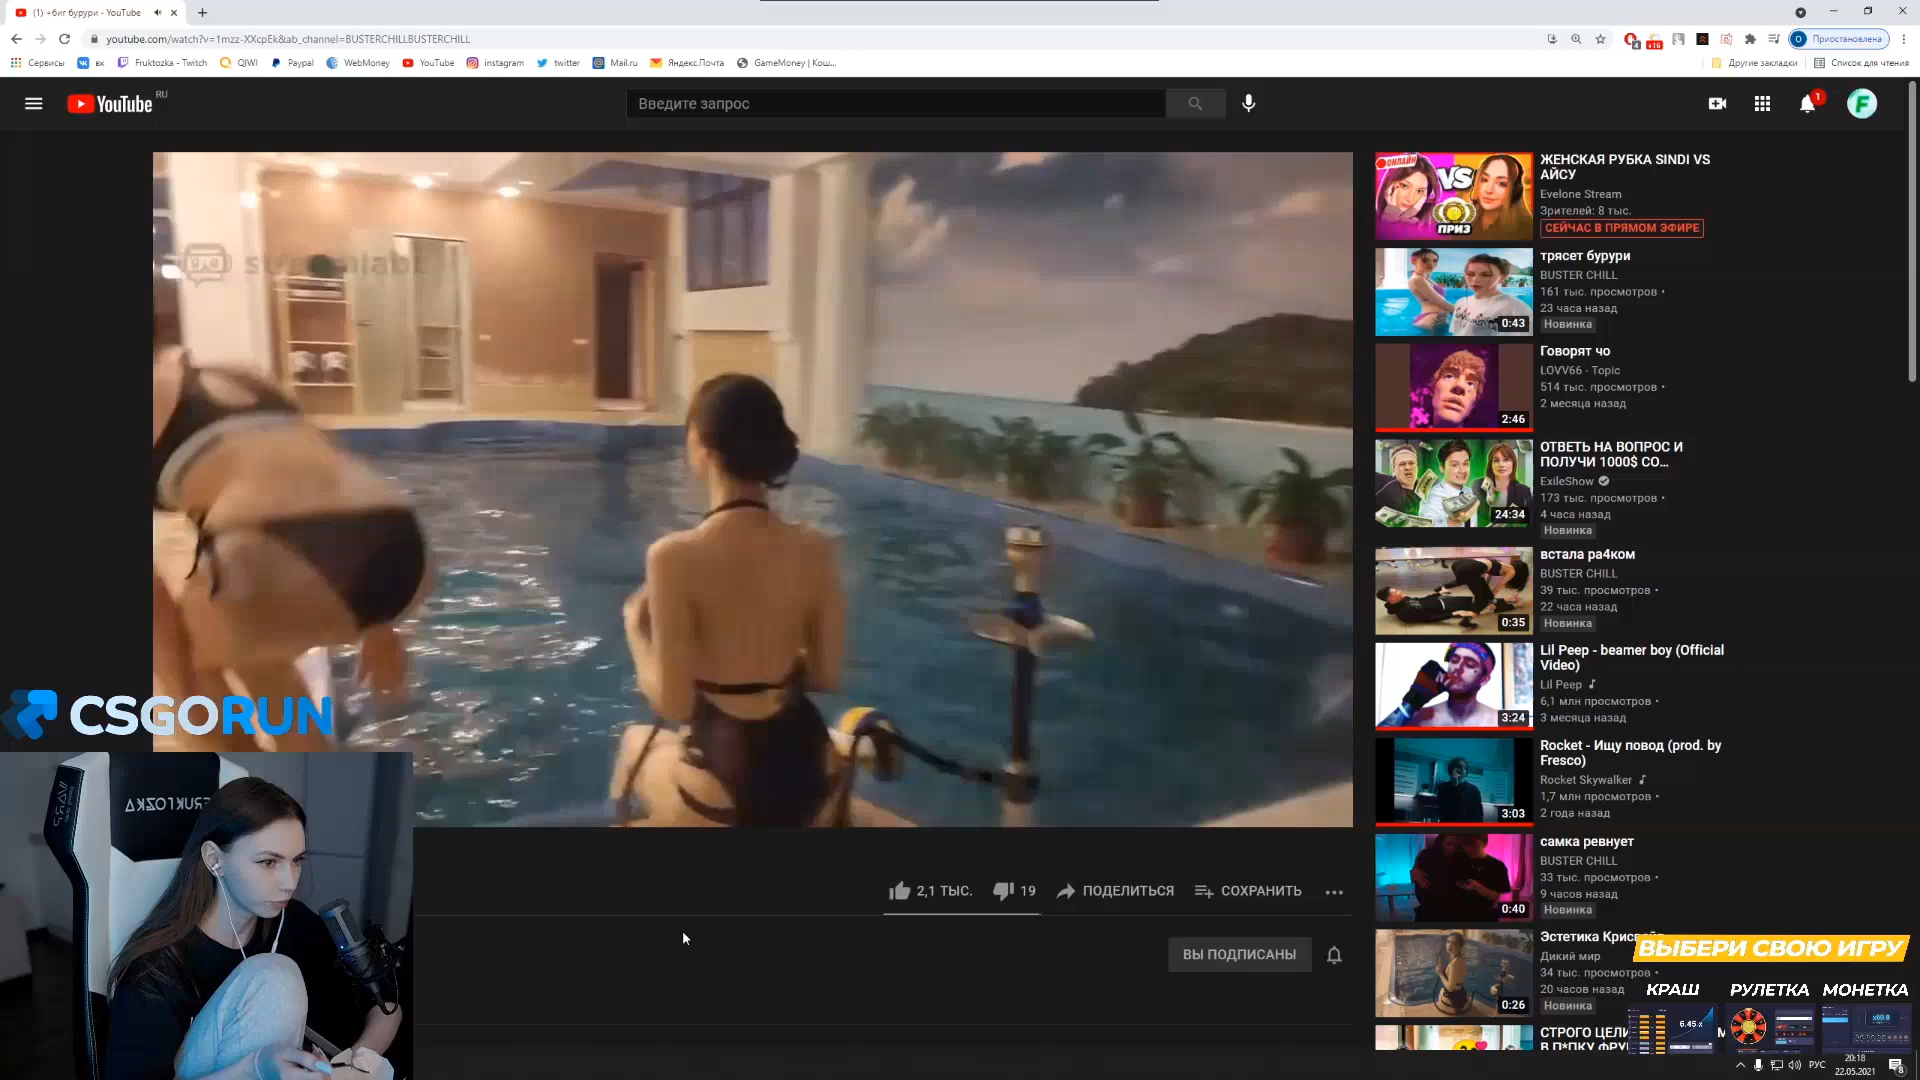 (1) +биг бурури - YouTube
youtube.com/watch?v=1mzz-XXcpEk&ab_channel=BUSTERCHILLBUSTERCHILL
Приостановлена
Сервисы вк Fruktozka - Twitch QIWI Paypal WebMoney YouTube instagram twitter Mail.ru Яндекс.Почта GameMoney | Кош...
Другие закладки Список для чтения
YouTube RU
Введите запрос
1
F
ОНЛАЙН
VS
ПРИЗ
ЖЕНСКАЯ РУБКА SINDI VS
АЙСУ
Evelone Stream
Зрителей: 8 тыс.
СЕЙЧАС В ПРЯМОМ ЭФИРЕ
0:43
трясет бурури
BUSTER CHILL
161 тыс. просмотров •
23 часа назад
Новинка
2:46
Говорят чо
LOVV66 - Topic
514 тыс. просмотров •
2 месяца назад
24:34
ОТВЕТЬ НА ВОПРОС И
ПОЛУЧИ 1000$ СО...
ExileShow
173 тыс. просмотров •
4 часа назад
Новинка
0:35
встала ра4ком
BUSTER CHILL
39 тыс. просмотров •
22 часа назад
Новинка
3:24
Lil Peep - beamer boy (Official
Video)
Lil Peep
6,1 млн просмотров •
3 месяца назад
3:03
Rocket - Ищу повод (prod. by
Fresco)
Rocket Skywalker
1,7 млн просмотров •
2 года назад
0:40
самка ревнует
BUSTER CHILL
33 тыс. просмотров •
9 часов назад
Новинка
0:26
Эстетика
Дикий мир
34 тыс. просмотров •
20 часов назад
Новинка
СТРОГО
CSGORUN
2,1 ТЫС. 19 ПОДЕЛИТЬСЯ СОХРАНИТЬ
ВЫ ПОДПИСАНЫ
ВЫБЕРИ СВОЮ ИГРУ
КРАШ РУЛЕТКА МОНЕТКА
6.45x
РУС
20:18
22.05.2021